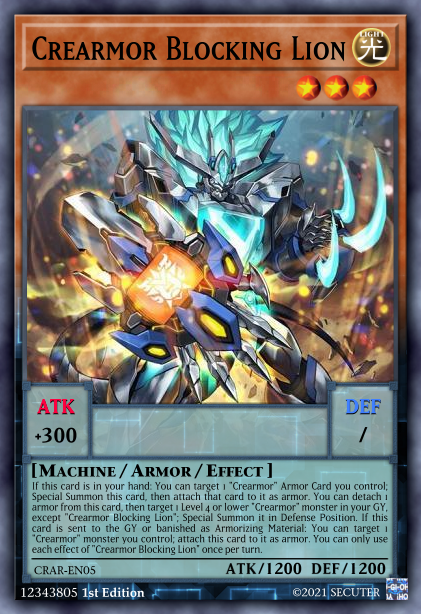 CREARMOR BLOCKING LION
LIGHT
光
ATK
DEF
+300
/
[MACHINE / ARMOR / EFFECT ]
If this card is in your hand: You can target 1 "Crearmor" Armor Card you control;
Special Summon this card, then attach that card to it as armor. You can detach 1
armor from this card, then target 1 Level 4 or lower "Crearmor" monster in your GY,
except "Crearmor Blocking Lion"; Special Summon it in Defense Position. If this
card is sent to the GY or banished as Armorizing Material: You can target 1
"Crearmor" monster you control; attach this card to it as armor. You can only use
each effect of "Crearmor Blocking Lion" once per turn.
CRAR-EN05
ATK/1200 DEF/1200
12343805 1st Edition
©2021 SECUTER